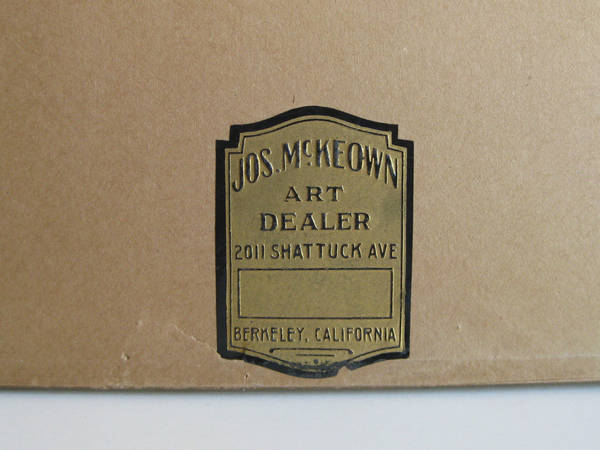 JOS. McKEOWN
ART
DEALER
2011 SHATTUCK AVE
BERKELEY, CALIFORNIA